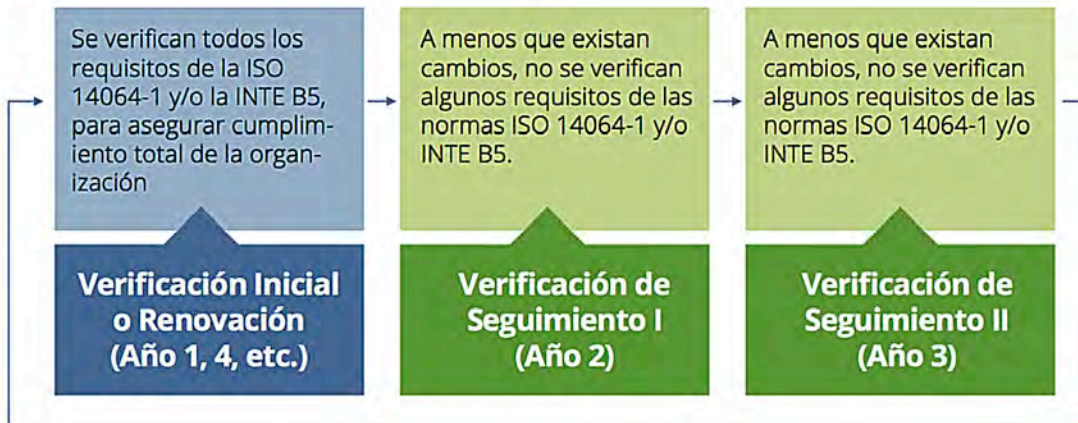 Se verifican todos los
requisitos de la ISO
14064-1 y/o la INTE B5,
para asegurar cumplim-
iento total de la organ-
ización
Verificación Inicial
o Renovación
(Año 1, 4, etc.)
A menos que existan
cambios, no se verifican
algunos requisitos de las
normas ISO 14064-1 y/o
INTE B5.
Verificación de
Seguimiento I
(Año 2)
A menos que existan
cambios, no se verifican
algunos requisitos de las
normas ISO 14064-1 y/o
INTE B5.
Verificación de
Seguimiento II
(Año 3)